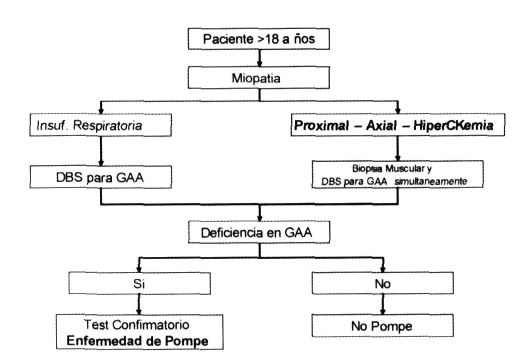 Paciente >18 a ños
Miopatia
Insuf. Respiratoria
Proximal – Axial – HiperCKemia
DBS para GAA
Biopsia Muscular y
DBS para GAA simultaneamente
Deficiencia en GAA
Si
No
Test Confirmatorio
Enfermedad de Pompe
No Pompe